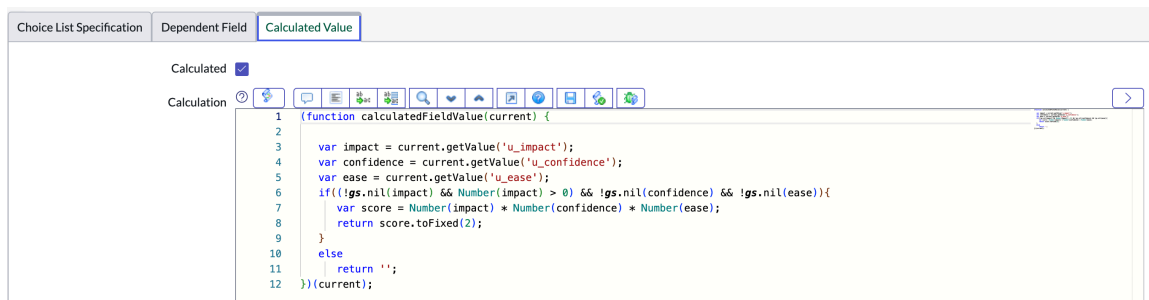 Choice List Specification Dependent Field Calculated Value
Calculated
Calculation
1 (function calculatedFieldValue(current) {
2
3 var impact = current.getValue('u_impact');
4 var confidence = current.getValue('u_confidence');
5 var ease = current.getValue('u_ease');
6 if((!gs.nil(impact) && Number(impact) > 0) && !gs.nil(confidence) && !gs.nil(ease)){
7 var score = Number(impact) * Number(confidence) * Number(ease);
8 return score.toFixed(2);
9 }
10 else
11 return '';
12 })(current);